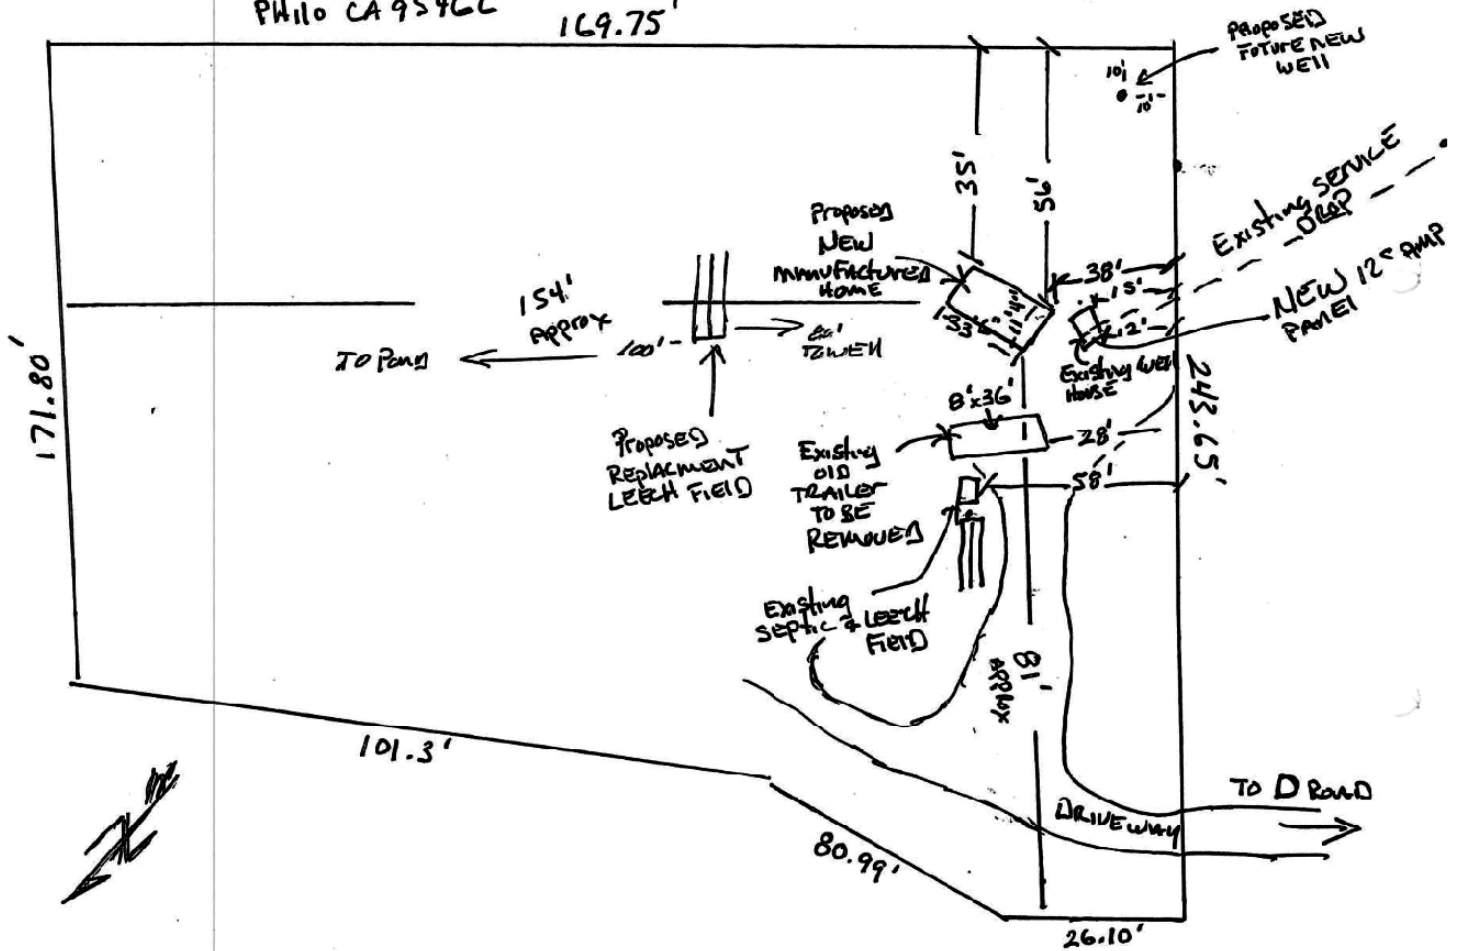 PHilo CA 9546
169.75'
PROPOSED
FUTURE NEW
WEll
10'
10'
35'
56'
Existing SERVICE
DROP
Proposed
NEW
MANUFACTURED
HOME
38'
15'
12'
NEW 125 AMP
PANEl
154'
Approx
TO Pond
100'
Existing WEll
HOUSE
8'x36'
28'
58'
243.65'
171.80'
Proposed
REPlACMENT
LEECH FIElD
Existing
OlD
TRAILER
TO BE
REMOVED
Existing
SEPTIC & LEECH
FIElD
81'
APPROX
101.3'
80.99'
26.10'
DRIVEWAY
TO D ROAD